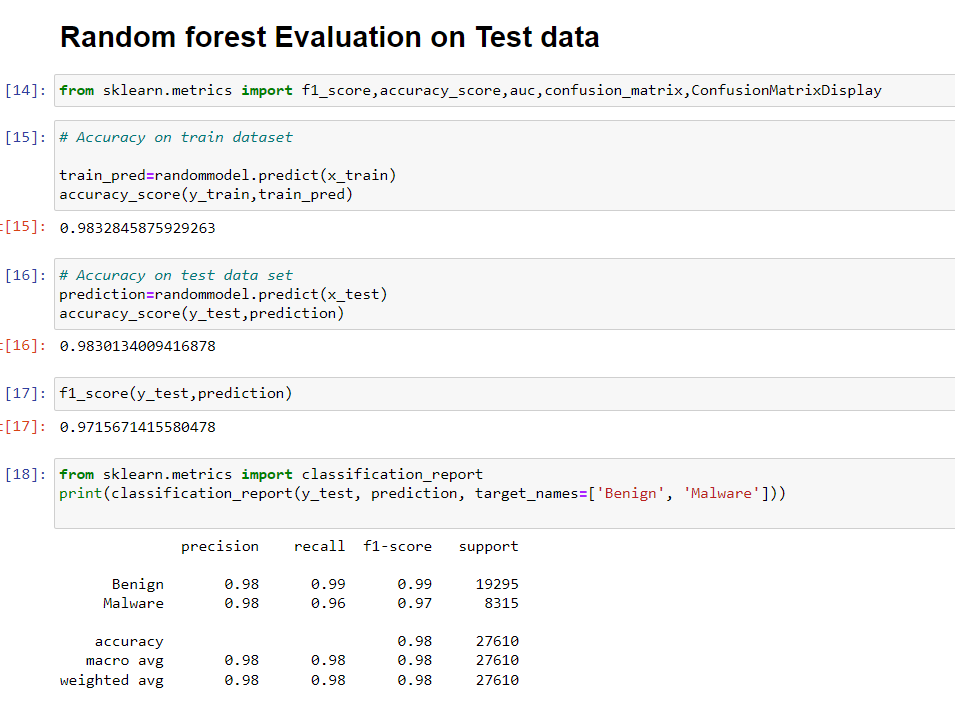 Random forest Evaluation on Test data
[14]: from sklearn.metrics import f1_score,accuracy_score,auc,confusion_matrix,ConfusionMatrixDisplay
[15]: # Accuracy on train dataset
train_pred=randommodel.predict(x_train)
accuracy_score(y_train,train_pred)
t[15]: 0.9832845875929263
[16]: # Accuracy on test data set
prediction=randommodel.predict(x_test)
accuracy_score(y_test,prediction)
t[16]: 0.9830134009416878
[17]: f1_score(y_test,prediction)
t[17]: 0.9715671415580478
[18]: from sklearn.metrics import classification_report
print(classification_report(y_test, prediction, target_names=['Benign', 'Malware']))
precision recall f1-score support
Benign 0.98 0.99 0.99 19295
Malware 0.98 0.96 0.97 8315
accuracy 0.98 27610
macro avg 0.98 0.98 0.98 27610
weighted avg 0.98 0.98 0.98 27610